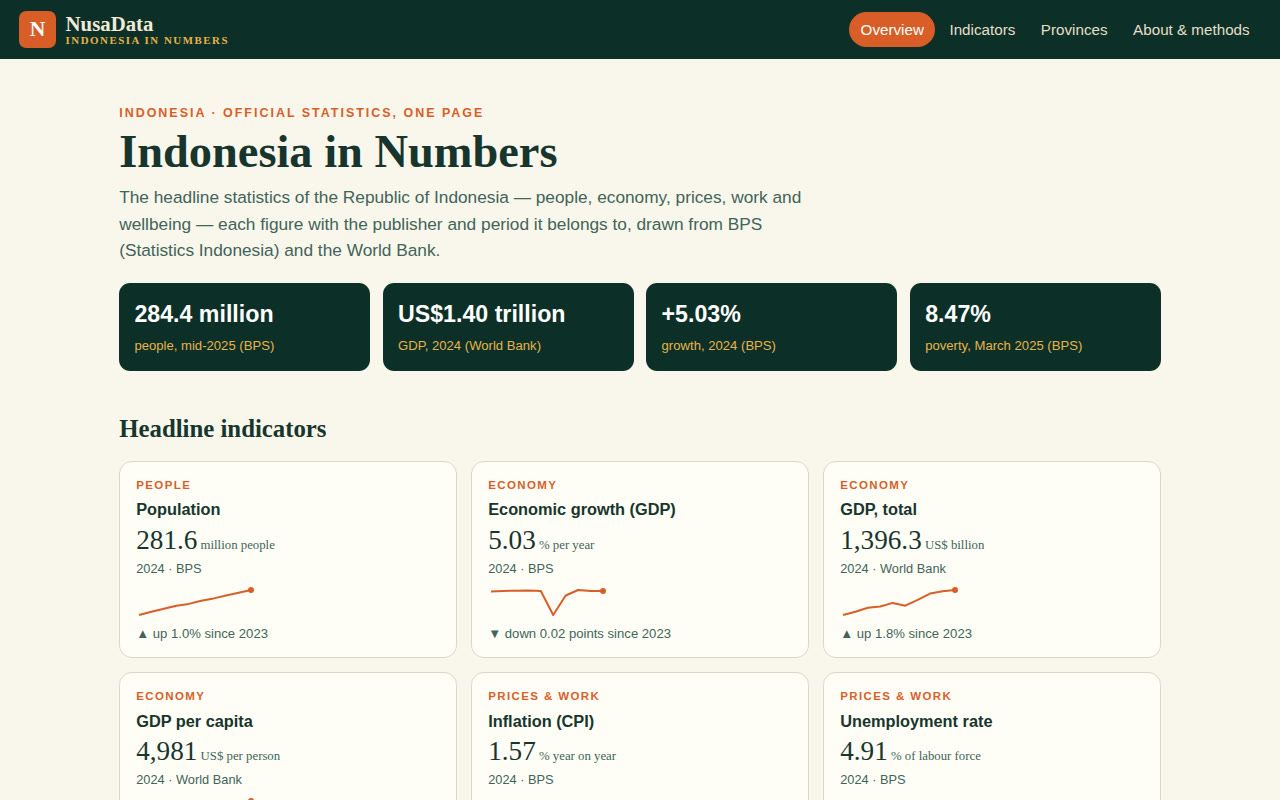 N
NusaData
INDONESIA IN NUMBERS
Overview
Indicators
Provinces
About & methods
INDONESIA · OFFICIAL STATISTICS, ONE PAGE
Indonesia in Numbers
The headline statistics of the Republic of Indonesia — people, economy, prices, work and
wellbeing — each figure with the publisher and period it belongs to, drawn from BPS
(Statistics Indonesia) and the World Bank.
284.4 million
people, mid-2025 (BPS)
US$1.40 trillion
GDP, 2024 (World Bank)
+5.03%
growth, 2024 (BPS)
8.47%
poverty, March 2025 (BPS)
Headline indicators
PEOPLE
Population
281.6 million people
2024 · BPS
▲ up 1.0% since 2023
ECONOMY
Economic growth (GDP)
5.03 % per year
2024 · BPS
▼ down 0.02 points since 2023
ECONOMY
GDP, total
1,396.3 US$ billion
2024 · World Bank
▲ up 1.8% since 2023
ECONOMY
GDP per capita
4,981 US$ per person
2024 · World Bank
PRICES & WORK
Inflation (CPI)
1.57 % year on year
2024 · BPS
PRICES & WORK
Unemployment rate
4.91 % of labour force
2024 · BPS